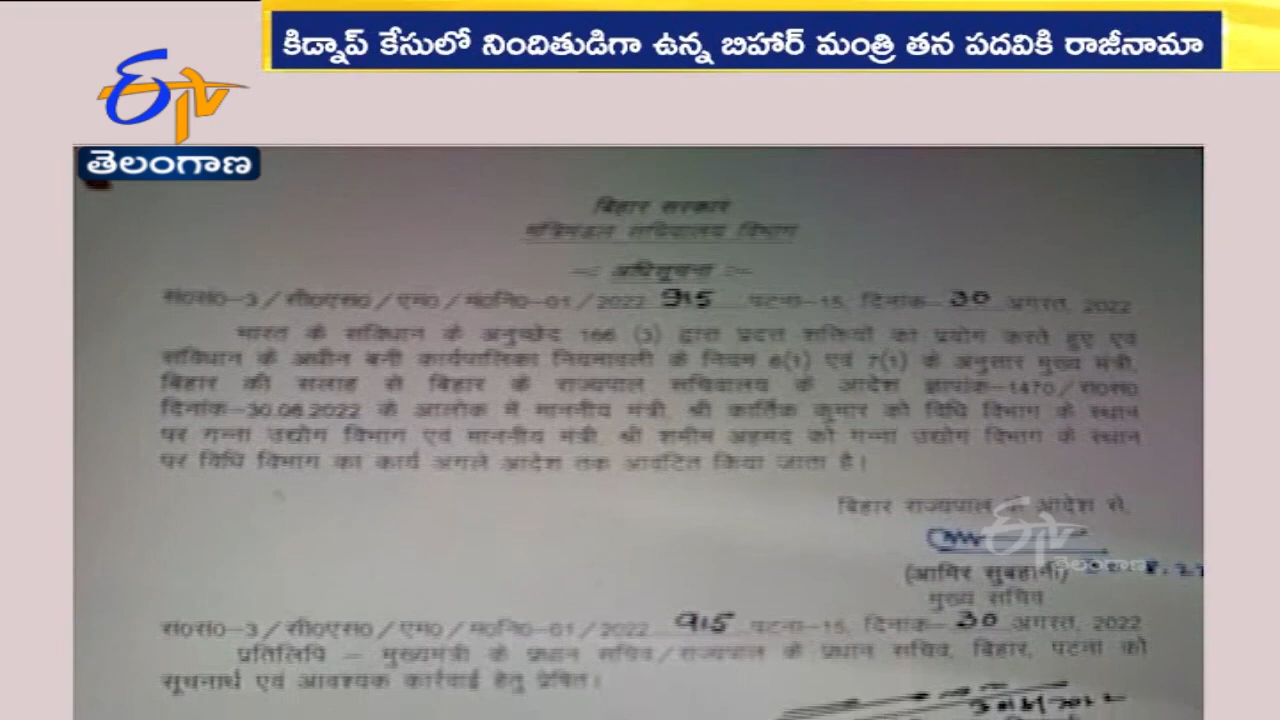 కిడ్నాప్ కేసులో నిందితుడిగా ఉన్న బిహార్ మంత్రి తన పదవికి రాజీనామా
ETV
తెలంగాణ
बिहार सरकार
मंत्रिमंडल सचिवालय विभाग
—: अधिसूचना :—
सं०सं०-3/सी०एस०/एम०/मं०नि०-01/2022 915 पटना-15, दिनांक- 30 अगस्त, 2022
भारत के संविधान के अनुच्छेद 166 (3) द्वारा प्रदत्त शक्तियों का प्रयोग करते हुए एवं
संविधान के अधीन बनी कार्यपालिका नियमावली के नियम 6(1) एवं 7(1) के अनुसार मुख्य मंत्री,
बिहार की सलाह से बिहार के राज्यपाल सचिवालय के आदेश ज्ञापांक-1470/रा०स०
दिनांक-30.08.2022 के आलोक में माननीय मंत्री, श्री कार्तिक कुमार को विधि विभाग के स्थान
पर गन्ना उद्योग विभाग एवं माननीय मंत्री, श्री शमीम अहमद को गन्ना उद्योग विभाग के स्थान
पर विधि विभाग का कार्य अगले आदेश तक आवंटित किया जाता है।
बिहार राज्यपाल के आदेश से,
ETV
తెలంగాణ
(आमिर सुबहानी)
मुख्य सचिव
सं०सं०-3/सी०एस०/एम०/मं०नि०-01/2022 915 पटना-15, दिनांक- 30 अगस्त, 2022
प्रतिलिपि – मुख्यमंत्री के प्रधान सचिव/राज्यपाल के प्रधान सचिव, बिहार, पटना को
सूचनार्थ एवं आवश्यक कार्रवाई हेतु प्रेषित।